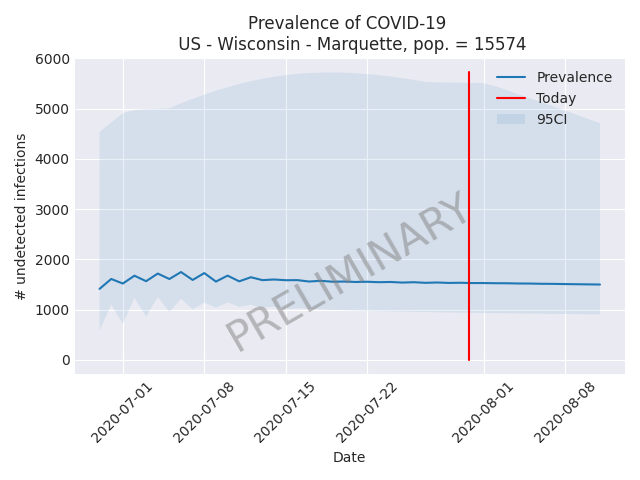 Prevalence of COVID-19
US - Wisconsin - Marquette, pop. = 15574
6000
5000
4000
3000
2000
1000
0
# undetected infections
Prevalence
Today
95CI
PRELIMINARY
2020-07-01
2020-07-08
2020-07-15
2020-07-22
2020-08-01
2020-08-08
Date